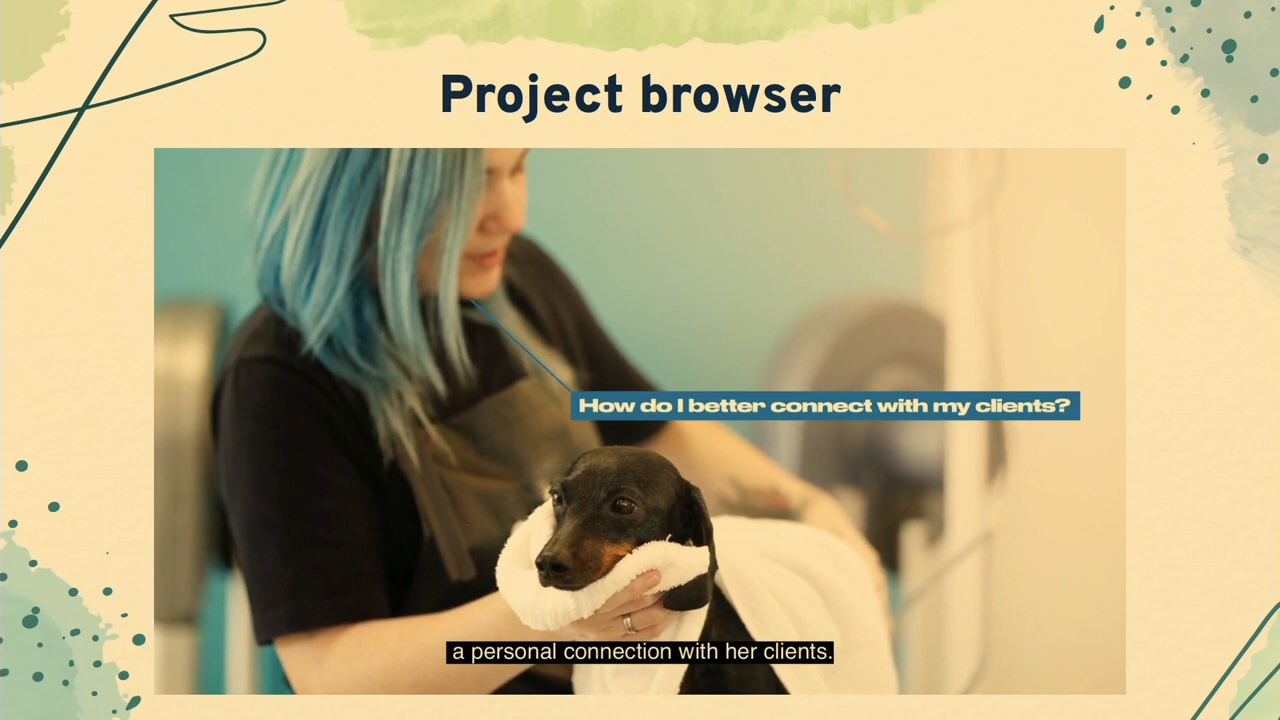 Project browser
How do I better connect with my clients?
a personal connection with her clients.